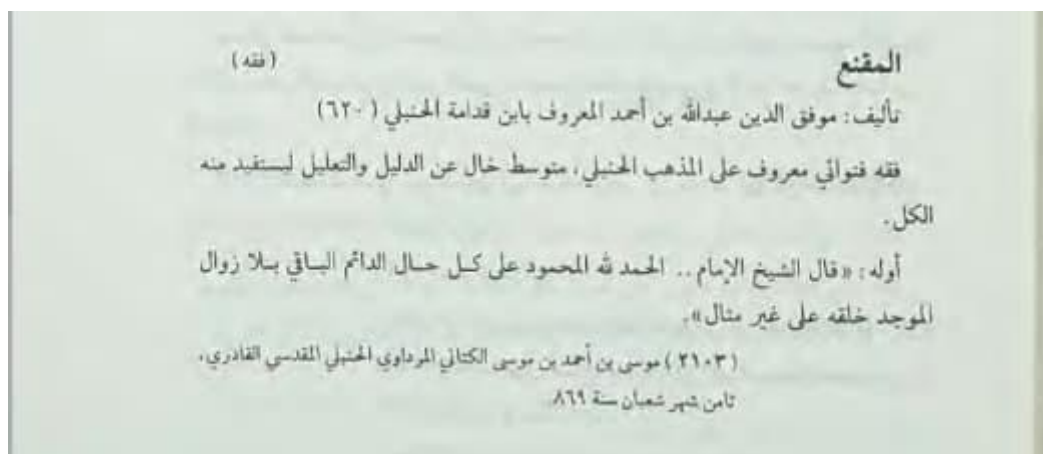 المقنع (فقه)
تأليف: موفق الدين عبدالله بن أحمد المعروف بابن قدامة الحنبلي (٦٢٠)
فقه فتوائي معروف على المذهب الحنبلي، متوسط خال عن الدليل والتعليل ليستفيد منه
الكل.
أوله: «قال الشيخ الإمام .. الحمد لله المحمود على كل حال الدائم الباقي بلا زوال
الموجد خلقه على غير مثال».
(٢١٠٣) موسى بن أحمد بن موسى الكناني المرداوي الحنبلي المقدسي القادري،
ثامن شهر شعبان سنة ٨٦٩.